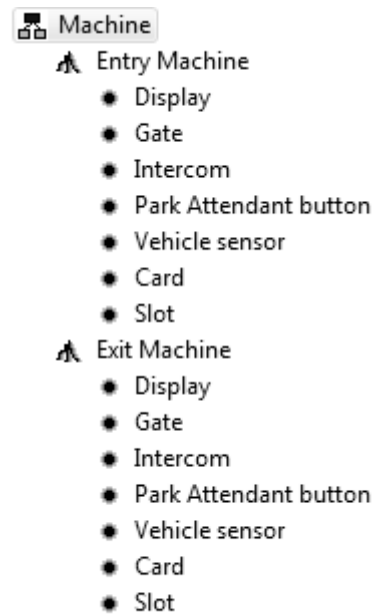 Machine
Entry Machine
Display
Gate
Intercom
Park Attendant button
Vehicle sensor
Card
Slot
Exit Machine
Display
Gate
Intercom
Park Attendant button
Vehicle sensor
Card
Slot